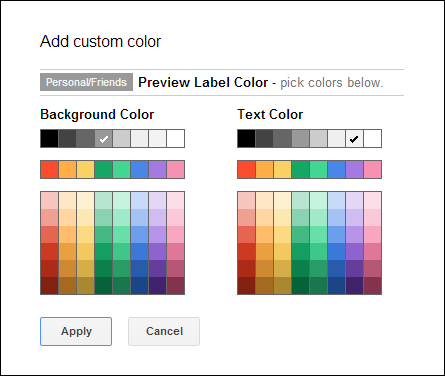 Add custom color
Personal/Friends Preview Label Color - pick colors below.
Background Color Text Color
Apply Cancel